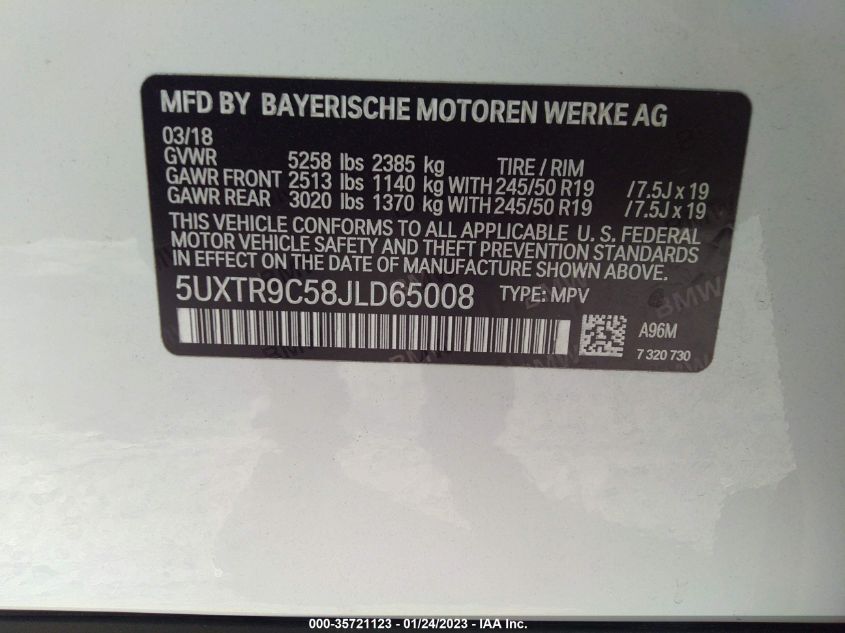 MFD BY BAYERISCHE MOTOREN WERKE AG
03/18
GVWR 5258 lbs 2385 kg TIRE / RIM
GAWR FRONT 2513 lbs 1140 kg WITH 245/50 R19 / 7.5J x 19
GAWR REAR 3020 lbs 1370 kg WITH 245/50 R19 / 7.5J x 19
THIS VEHICLE CONFORMS TO ALL APPLICABLE U. S. FEDERAL
MOTOR VEHICLE SAFETY AND THEFT PREVENTION STANDARDS
IN EFFECT ON THE DATE OF MANUFACTURE SHOWN ABOVE.
5UXTR9C58JLD65008 TYPE: MPV
A96M
7 320 730
BMW
000-35721123 - 01/24/2023 - IAA Inc.